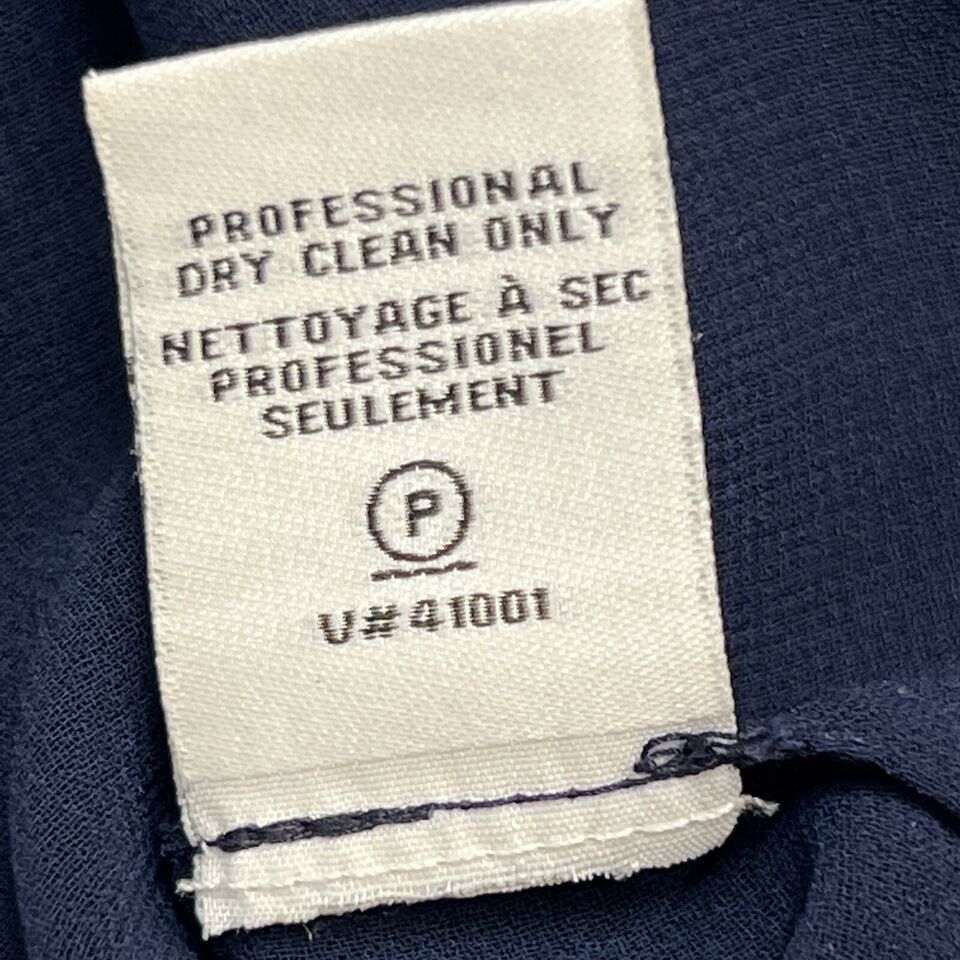 PROFESSIONAL
DRY CLEAN ONLY
NETTOYAGE À SEC
PROFESSIONEL
SEULEMENT
P
V#41001